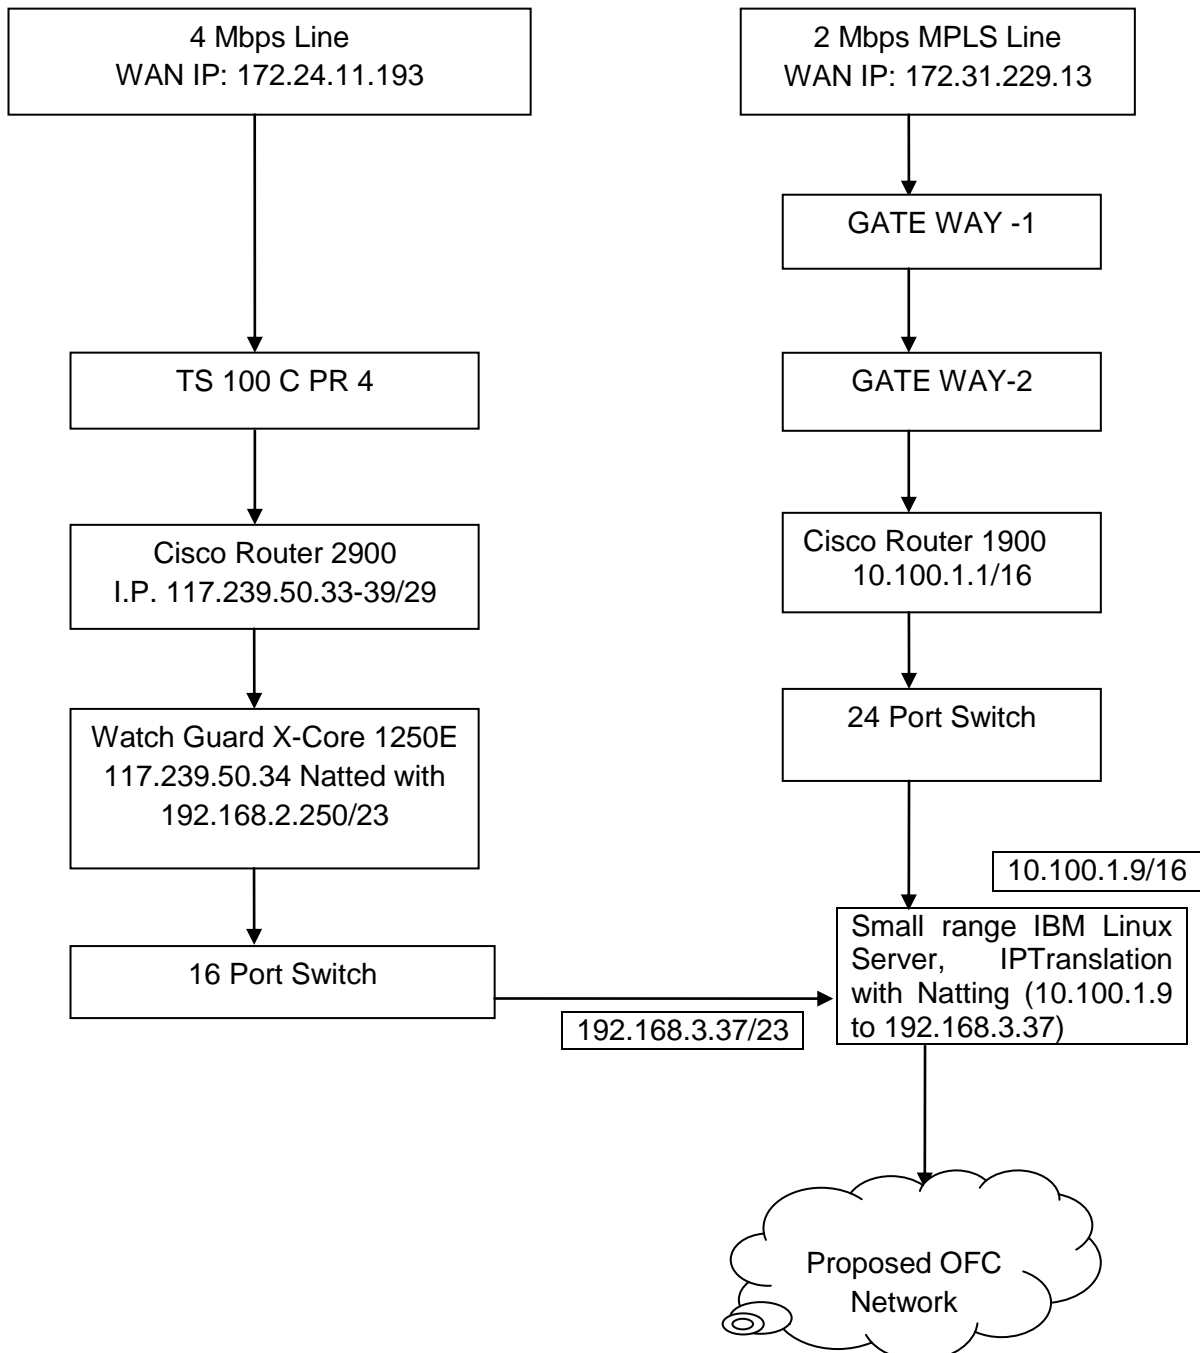 4 Mbps Line
WAN IP: 172.24.11.193
2 Mbps MPLS Line
WAN IP: 172.31.229.13
GATE WAY -1
TS 100 C PR 4
GATE WAY-2
Cisco Router 2900
I.P. 117.239.50.33-39/29
Cisco Router 1900
10.100.1.1/16
Watch Guard X-Core 1250E
117.239.50.34 Natted with
192.168.2.250/23
24 Port Switch
10.100.1.9/16
16 Port Switch
192.168.3.37/23
Small range IBM Linux
Server, IPTranslation
with Natting (10.100.1.9
to 192.168.3.37)
Proposed OFC
Network